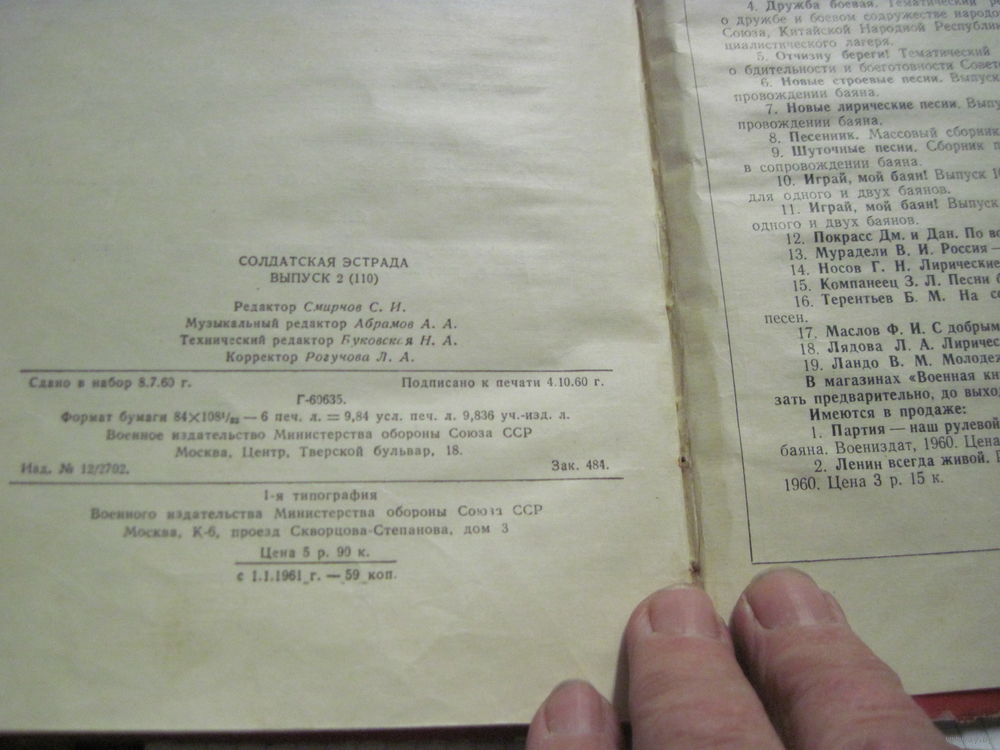 СОЛДАТСКАЯ ЭСТРАДА
ВЫПУСК 2 (110)
Редактор Смирнов С. И.
Музыкальный редактор Абрамов А. А.
Технический редактор Буковская Н. А.
Корректор Рогучова Л. А.
Сдано в набор 8.7.60 г. Подписано к печати 4.10.60 г.
Г-60635.
Формат бумаги 84×108¹/₃₂ — 6 печ. л. = 9,84 усл. печ. л. 9,836 уч.-изд. л.
Военное издательство Министерства обороны Союза ССР
Москва, Центр, Тверской бульвар, 18.
Изд. № 12/2702. Зак. 484.
1-я типография
Военного издательства Министерства обороны Союза ССР
Москва, К-6, проезд Скворцова-Степанова, дом 3
Цена 5 р. 90 к.
с 1.1.1961 г. — 59 коп.
4. Дружба боевая. Тематический
о дружбе и боевом содружестве народо
Союза, Китайской Народной Республи
циалистического лагеря.
5. Отчизну береги! Тематический
о бдительности и боеготовности Совет
6. Новые строевые песни. Выпус
провождении баяна.
7. Новые лирические песни. Выпу
провождении баяна.
8. Песенник. Массовый сборник
9. Шуточные песни. Сборник п
в сопровождении баяна.
10. Играй, мой баян! Выпуск 10
для одного и двух баянов.
11. Играй, мой баян! Выпуск
одного и двух баянов.
12. Покрасс Дм. и Дан. По во
13. Мурадели В. И. Россия —
14. Носов Г. Н. Лирические
15. Компанеец З. Л. Песни
16. Терентьев Б. М. На со
песен.
17. Маслов Ф. И. С добрым
18. Лядова Л. А. Лиричес
19. Ландо В. М. Молодеж
В магазинах «Военная кн
зать предварительно, до выхо
Имеются в продаже:
1. Партия — наш рулевой
баяна. Воениздат, 1960. Цена
2. Ленин всегда живой.
1960. Цена 3 р. 15 к.